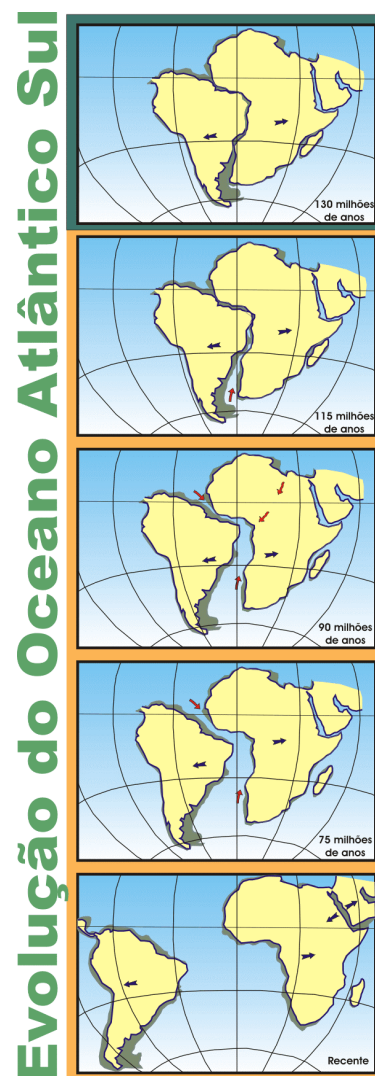 Evolução do Oceano Atlântico Sul
130 milhões
de anos
115 milhões
de anos
90 milhões
de anos
75 milhões
de anos
Recente